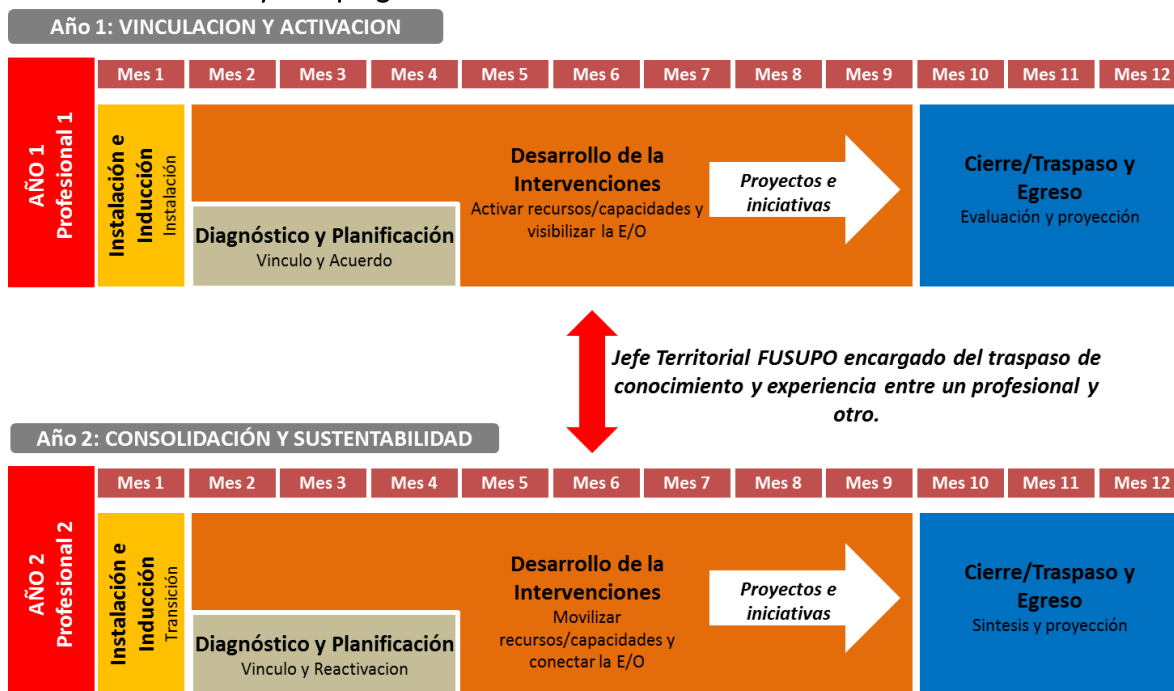 Año 1: VINCULACION Y ACTIVACION
Mes 1 Mes 2 Mes 3 Mes 4 Mes 5 Mes 6 Mes 7 Mes 8 Mes 9 Mes 10 Mes 11 Mes 12
AÑO 1
Profesional 1
Instalación e
Inducción
Instalación
Diagnóstico y Planificación
Vinculo y Acuerdo
Desarrollo de la
Intervenciones
Activar recursos/capacidades y
visibilizar la E/O
Proyectos e
iniciativas
Cierre/Traspaso y
Egreso
Evaluación y proyección
Jefe Territorial FUSUPO encargado del traspaso de
conocimiento y experiencia entre un profesional y
otro.
Año 2: CONSOLIDACIÓN Y SUSTENTABILIDAD
Mes 1 Mes 2 Mes 3 Mes 4 Mes 5 Mes 6 Mes 7 Mes 8 Mes 9 Mes 10 Mes 11 Mes 12
AÑO 2
Profesional 2
Instalación e
Inducción
Transición
Diagnóstico y Planificación
Vinculo y Reactivacion
Desarrollo de la
Intervenciones
Movilizar
recursos/capacidades y
conectar la E/O
Proyectos e
iniciativas
Cierre/Traspaso y
Egreso
Sintesis y proyección